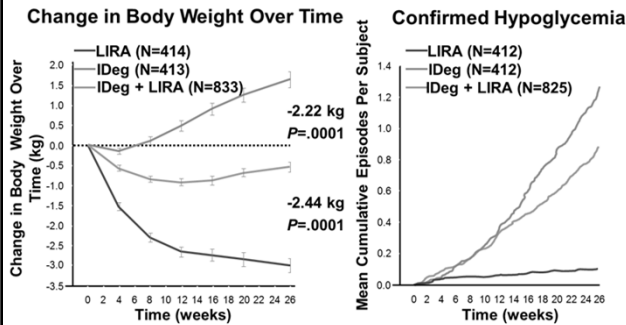 Change in Body Weight Over Time
LIRA (N=414)
IDeg (N=413)
IDeg + LIRA (N=833)
Change in Body Weight Over
Time (kg)
2.0
1.5
1.0
0.5
0.0
-0.5
-1.0
-1.5
-2.0
-2.5
-3.0
-3.5
-2.22 kg
P=.0001
-2.44 kg
P=.0001
0 2 4 6 8 10 12 14 16 18 20 22 24 26
Time (weeks)
Confirmed Hypoglycemia
LIRA (N=412)
IDeg (N=412)
IDeg + LIRA (N=825)
Mean Cumulative Episodes Per Subject
1.4
1.2
1.0
0.8
0.6
0.4
0.2
0.0
0 2 4 6 8 10 12 14 16 18 20 22 24 26
Time (weeks)